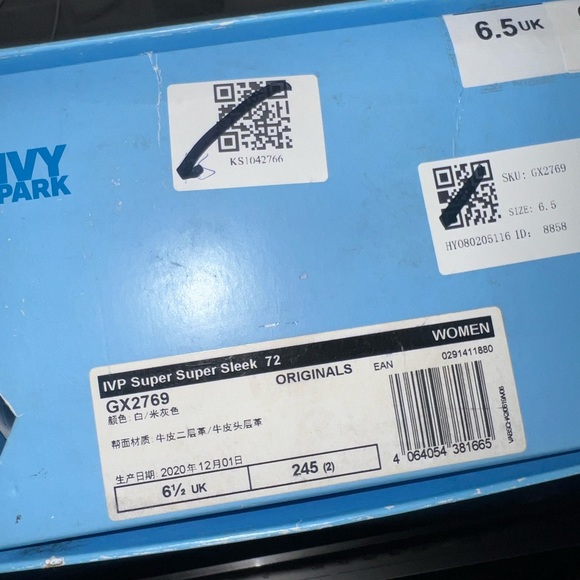 6.5UK
KS1042766
IVY
PARK
SKU: GX2769
SIZE: 6.5
HY080205116 ID: 8858
IVP Super Super Sleek 72
WOMEN
GX2769
ORIGINALS
EAN
0291411880
颜色: 白/米灰色
帮面材质: 牛皮二层革/牛皮头层革
生产日期: 2020年12月01日
6½ UK
245 (2)
4 064054 381665